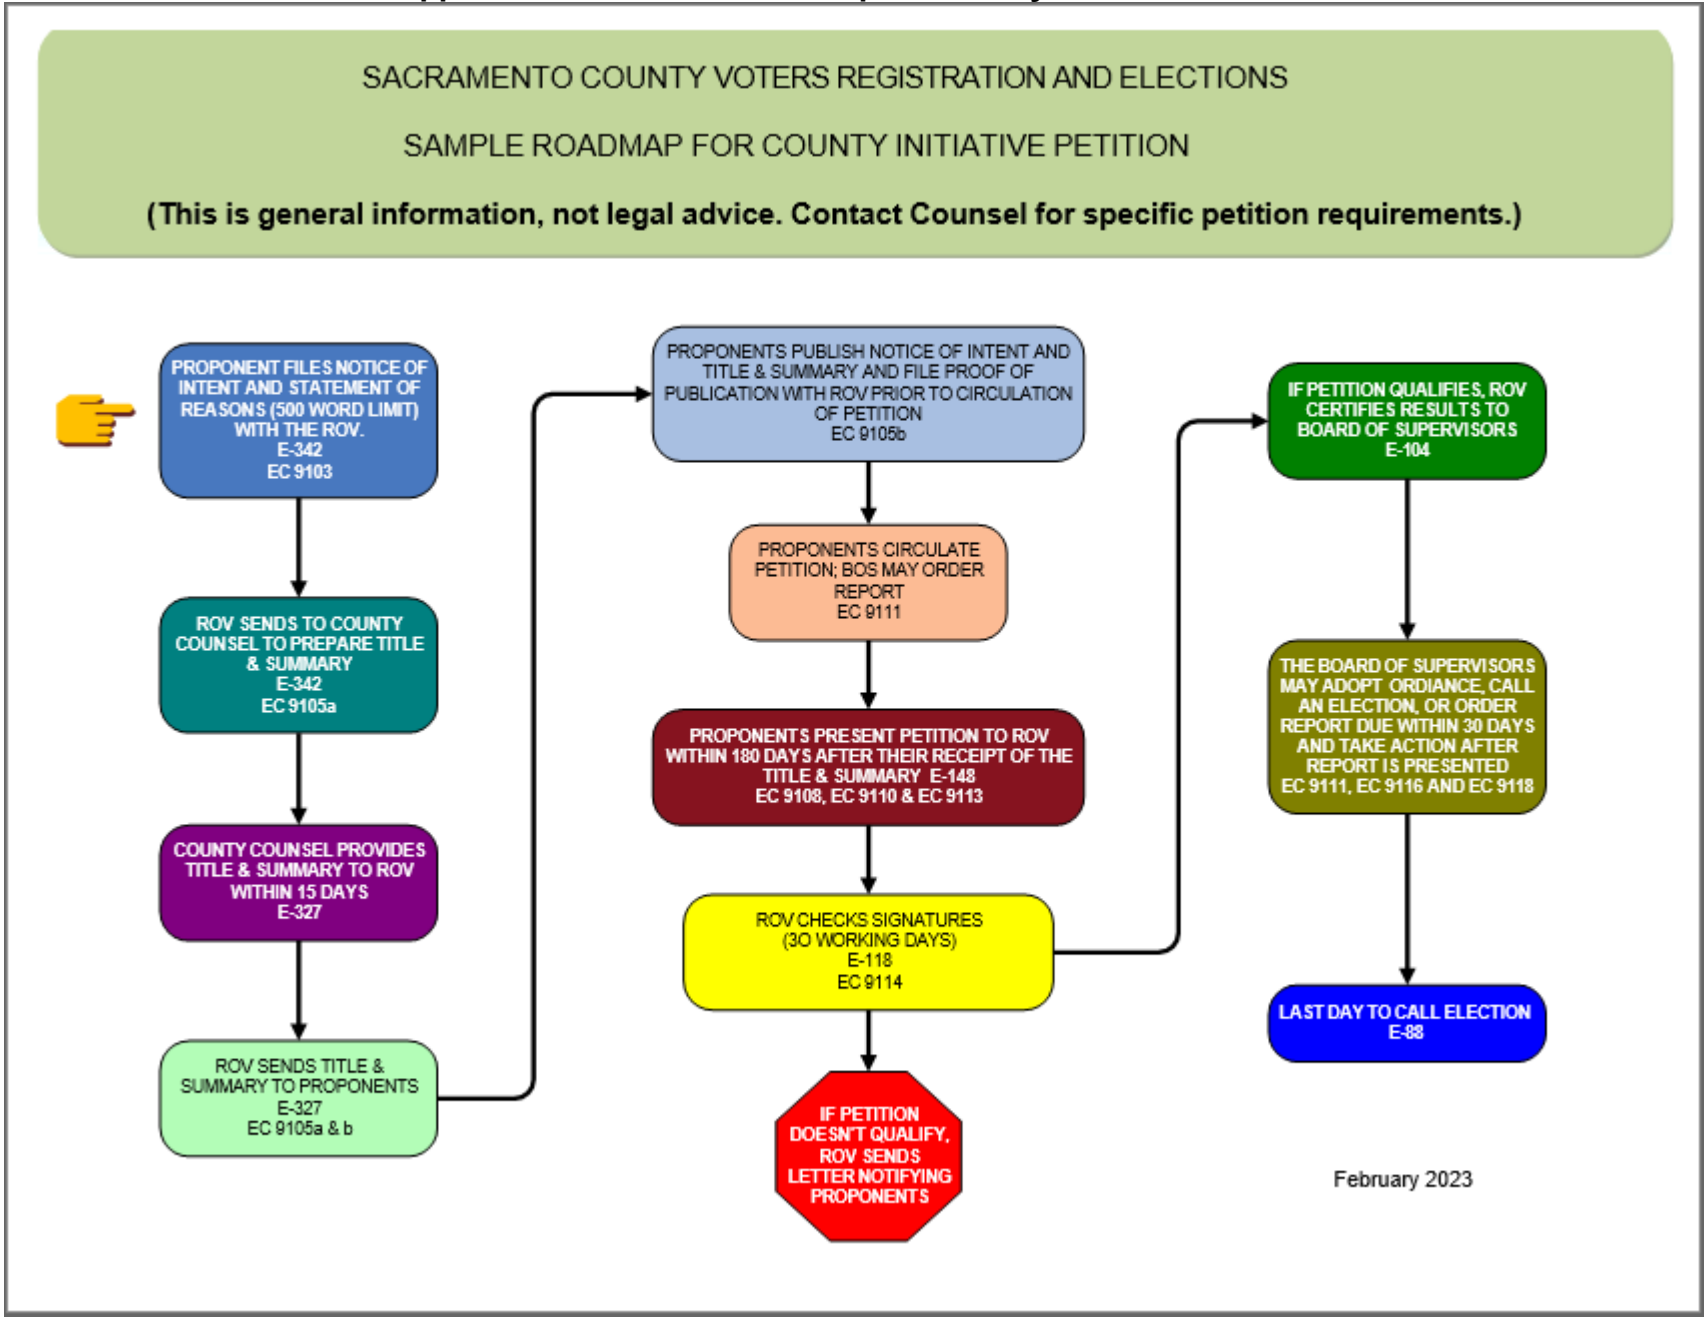 SACRAMENTO COUNTY VOTERS REGISTRATION AND ELECTIONS
SAMPLE ROADMAP FOR COUNTY INITIATIVE PETITION
(This is general information, not legal advice. Contact Counsel for specific petition requirements.)
PROPONENT FILES NOTICE OF
INTENT AND STATEMENT OF
REASONS (500 WORD LIMIT)
WITH THE ROV.
E-342
EC 9103
ROV SENDS TO COUNTY
COUNSEL TO PREPARE TITLE
& SUMMARY
E-342
EC 9105a
COUNTY COUNSEL PROVIDES
TITLE & SUMMARY TO ROV
WITHIN 15 DAYS
E-327
ROV SENDS TITLE &
SUMMARY TO PROPONENTS
E-327
EC 9105a & b
PROPONENTS PUBLISH NOTICE OF INTENT AND
TITLE & SUMMARY AND FILE PROOF OF
PUBLICATION WITH ROV PRIOR TO CIRCULATION
OF PETITION
EC 9105b
PROPONENTS CIRCULATE
PETITION; BOS MAY ORDER
REPORT
EC 9111
PROPONENTS PRESENT PETITION TO ROV
WITHIN 180 DAYS AFTER THEIR RECEIPT OF THE
TITLE & SUMMARY E-148
EC 9108, EC 9110 & EC 9113
ROV CHECKS SIGNATURES
(3O WORKING DAYS)
E-118
EC 9114
IF PETITION
DOESN'T QUALIFY,
ROV SENDS
LETTER NOTIFYING
PROPONENTS
IF PETITION QUALIFIES, ROV
CERTIFIES RESULTS TO
BOARD OF SUPERVISORS
E-104
THE BOARD OF SUPERVISORS
MAY ADOPT ORDIANCE, CALL
AN ELECTION, OR ORDER
REPORT DUE WITHIN 30 DAYS
AND TAKE ACTION AFTER
REPORT IS PRESENTED
EC 9111, EC 9116 AND EC 9118
LAST DAY TO CALL ELECTION
E-88
February 2023